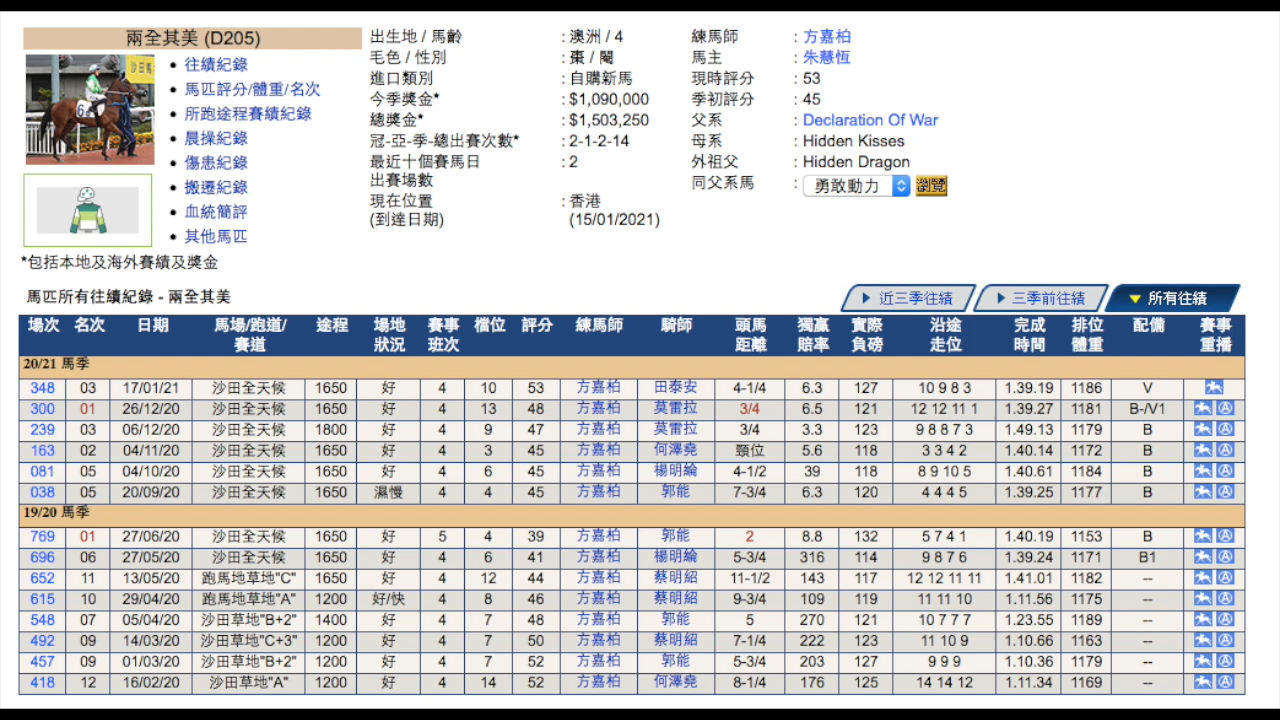 兩全其美 (D205)
沙田馬
6
往績紀錄
馬匹評分/體重/名次
所跑途程賽績紀錄
晨操紀錄
傷患紀錄
搬遷紀錄
血統簡評
其他馬匹
出生地 / 馬齡 : 澳洲 / 4
毛色 / 性別 : 棗 / 閹
進口類別 : 自購新馬
今季獎金* : $1,090,000
總獎金* : $1,503,250
冠-亞-季-總出賽次數* : 2-1-2-14
最近十個賽馬日 : 2
出賽場數
現在位置 : 香港
(到達日期) (15/01/2021)
練馬師 : 方嘉柏
馬主 : 朱慧恆
現時評分 : 53
季初評分 : 45
父系 : Declaration Of War
母系 : Hidden Kisses
外祖父 : Hidden Dragon
同父系馬 : 勇敢動力 瀏覽
*包括本地及海外賽績及獎金
馬匹所有往績紀錄 - 兩全其美
近三季往績 三季前往績 所有往績
場次 名次 日期 馬場/跑道/ 途程 場地 賽事 檔位 評分 練馬師 騎師 頭馬 獨贏 實際 沿途 完成 排位 配備 賽事
賽道 狀況 班次 距離 賠率 負磅 走位 時間 體重 重播
20/21 馬季
348 03 17/01/21 沙田全天候 1650 好 4 10 53 方嘉柏 田泰安 4-1/4 6.3 127 10 9 8 3 1.39.19 1186 V
300 01 26/12/20 沙田全天候 1650 好 4 13 48 方嘉柏 莫雷拉 3/4 6.5 121 12 12 11 1 1.39.27 1181 B-/V1 A
239 03 06/12/20 沙田全天候 1800 好 4 9 47 方嘉柏 莫雷拉 3/4 3.3 123 9 8 8 7 3 1.49.13 1179 B A
163 02 04/11/20 沙田全天候 1650 好 4 3 45 方嘉柏 何澤堯 頸位 5.6 118 3 3 4 2 1.40.14 1172 B A
081 05 04/10/20 沙田全天候 1650 好 4 6 45 方嘉柏 楊明綸 4-1/2 39 118 8 9 10 5 1.40.61 1184 B A
038 05 20/09/20 沙田全天候 1650 濕慢 4 4 45 方嘉柏 郭能 7-3/4 6.3 120 4 4 4 5 1.39.25 1177 B A
19/20 馬季
769 01 27/06/20 沙田全天候 1650 好 5 4 39 方嘉柏 郭能 2 8.8 132 5 7 4 1 1.40.19 1153 B A
696 06 27/05/20 沙田全天候 1650 好 4 6 41 方嘉柏 楊明綸 5-3/4 316 114 9 8 7 6 1.39.24 1171 B1 A
652 11 13/05/20 跑馬地草地"C" 1650 好 4 12 44 方嘉柏 蔡明紹 11-1/2 143 117 12 12 11 11 1.41.01 1182 -- A
615 10 29/04/20 跑馬地草地"A" 1200 好/快 4 8 46 方嘉柏 蔡明紹 9-3/4 109 119 11 11 10 1.11.56 1175 -- A
548 07 05/04/20 沙田草地"B+2" 1400 好 4 7 48 方嘉柏 郭能 5 270 121 10 7 7 7 1.23.55 1189 -- A
492 09 14/03/20 沙田草地"C+3" 1200 好 4 7 50 方嘉柏 蔡明紹 7-1/4 222 123 11 10 9 1.10.66 1163 -- A
457 09 01/03/20 沙田草地"B+2" 1200 好 4 7 52 方嘉柏 郭能 5-3/4 203 127 9 9 9 1.10.36 1179 -- A
418 12 16/02/20 沙田草地"A" 1200 好 4 14 52 方嘉柏 何澤堯 8-1/4 176 125 14 14 12 1.11.34 1169 -- A